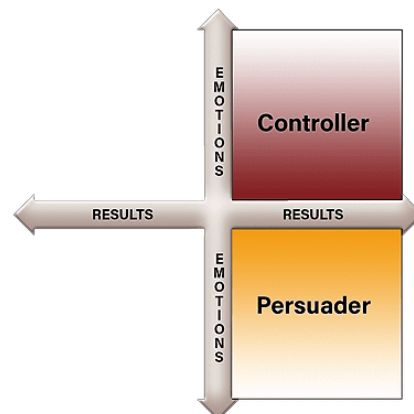 EMOTIONS
Controller
RESULTS
RESULTS
EMOTIONS
Persuader